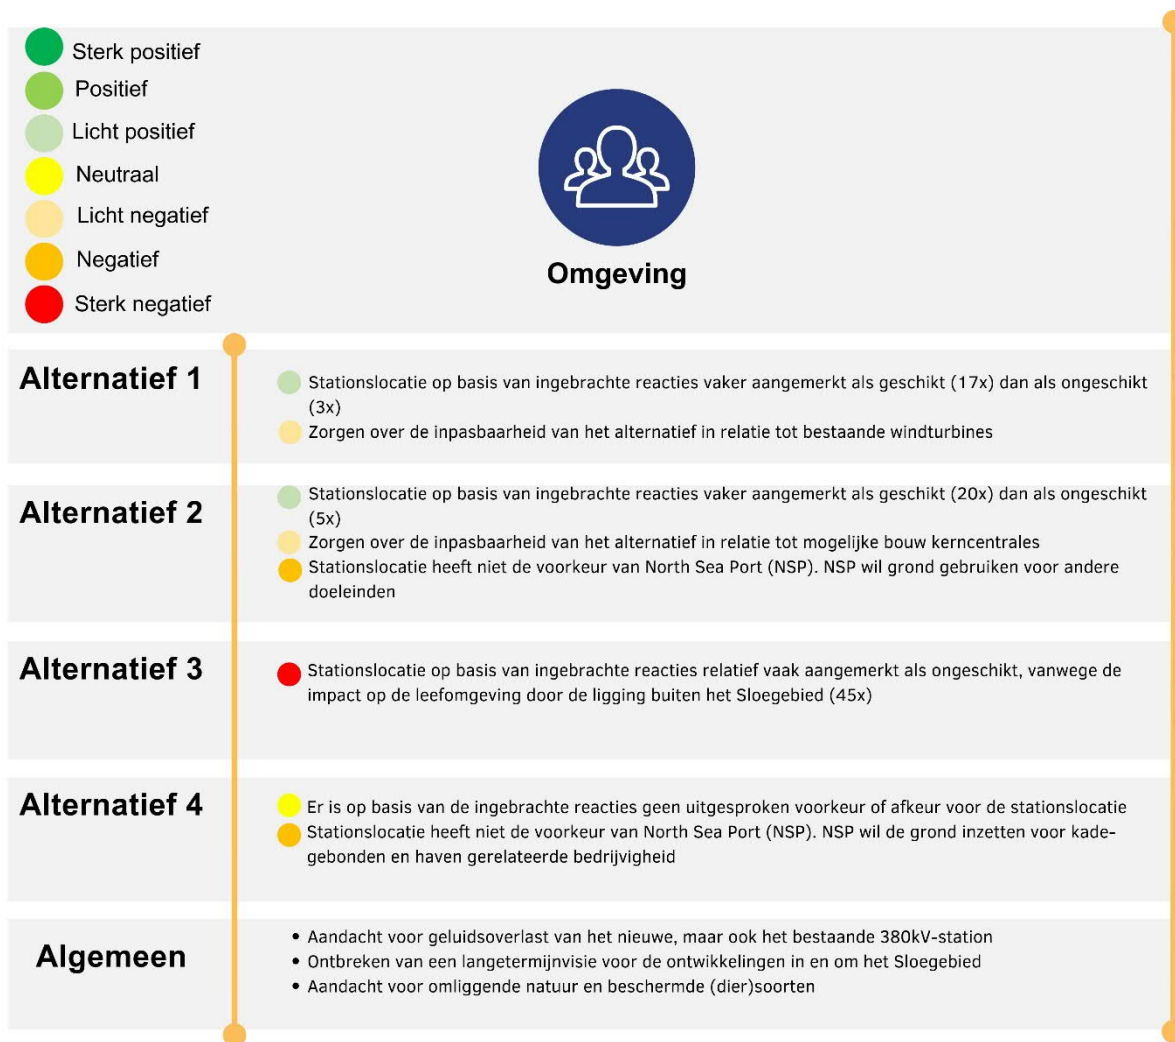 Sterk positief
Positief
Licht positief
Neutraal
Licht negatief
Negatief
Sterk negatief
Omgeving
Alternatief 1
Stationslocatie op basis van ingebrachte reacties vaker aangemerkt als geschikt (17x) dan als ongeschikt
(3x)
Zorgen over de inpasbaarheid van het alternatief in relatie tot bestaande windturbines
Alternatief 2
Stationslocatie op basis van ingebrachte reacties vaker aangemerkt als geschikt (20x) dan als ongeschikt
(5x)
Zorgen over de inpasbaarheid van het alternatief in relatie tot mogelijke bouw kerncentrales
Stationslocatie heeft niet de voorkeur van North Sea Port (NSP). NSP wil grond gebruiken voor andere
doeleinden
Alternatief 3
Stationslocatie op basis van ingebrachte reacties relatief vaak aangemerkt als ongeschikt, vanwege de
impact op de leefomgeving door de ligging buiten het Sloegebied (45x)
Alternatief 4
Er is op basis van de ingebrachte reacties geen uitgesproken voorkeur of afkeur voor de stationslocatie
Stationslocatie heeft niet de voorkeur van North Sea Port (NSP). NSP wil de grond inzetten voor kade-
gebonden en haven gerelateerde bedrijvigheid
Algemeen
• Aandacht voor geluidsoverlast van het nieuwe, maar ook het bestaande 380kV-station
• Ontbreken van een langetermijnvisie voor de ontwikkelingen in en om het Sloegebied
• Aandacht voor omliggende natuur en beschermde (dier)soorten